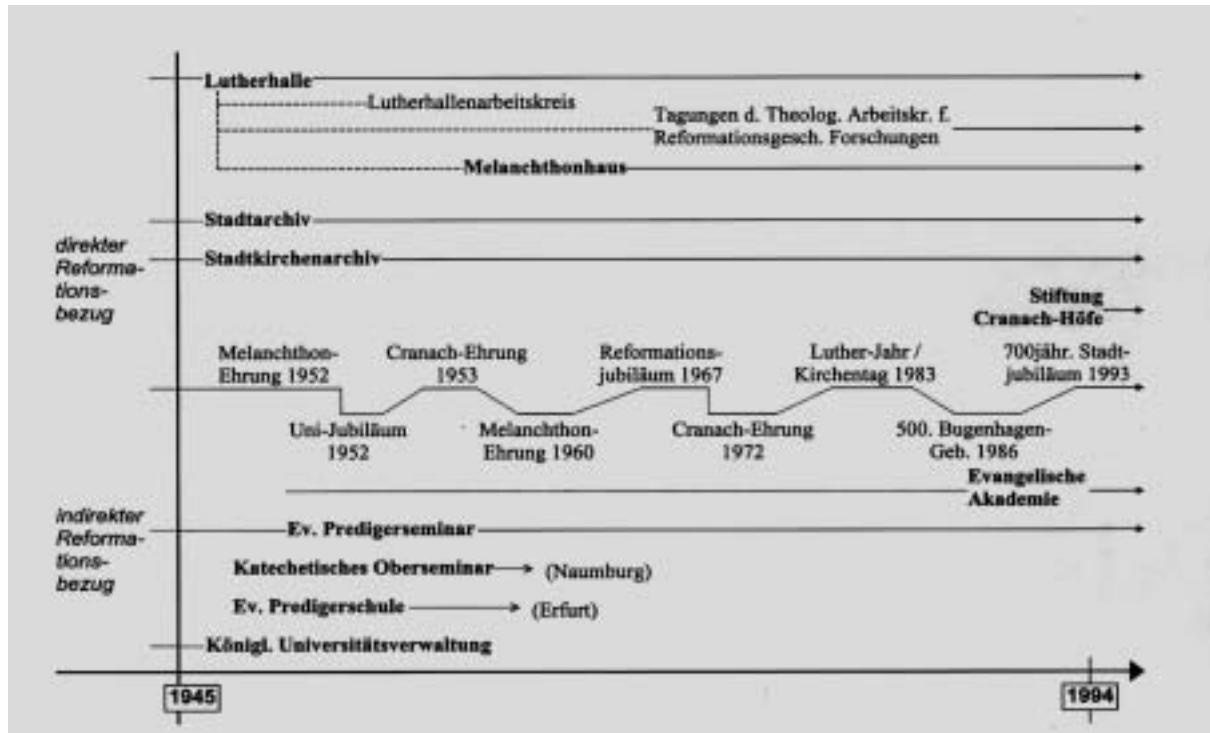 Lutherhalle
Lutherhallenarbeitskreis
Tagungen d. Theolog. Arbeitskr. f.
Reformationsgesch. Forschungen
Melanchthonhaus
Stadtarchiv
Stadtkirchenarchiv
direkter
Reforma-
tions-
bezug
Stiftung
Cranach-Höfe
Melanchthon-
Ehrung 1952
Cranach-Ehrung
1953
Reformations-
jubiläum 1967
Luther-Jahr /
Kirchentag 1983
700jähr. Stadt-
jubiläum 1993
Uni-Jubiläum
1952
Melanchthon-
Ehrung 1960
Cranach-Ehrung
1972
500. Bugenhagen-
Geb. 1986
Evangelische
Akademie
indirekter
Reforma-
tions-
bezug
Ev. Predigerseminar
Katechetisches Oberseminar
(Naumburg)
Ev. Predigerschule
(Erfurt)
Königl. Universitätsverwaltung
1945
1994